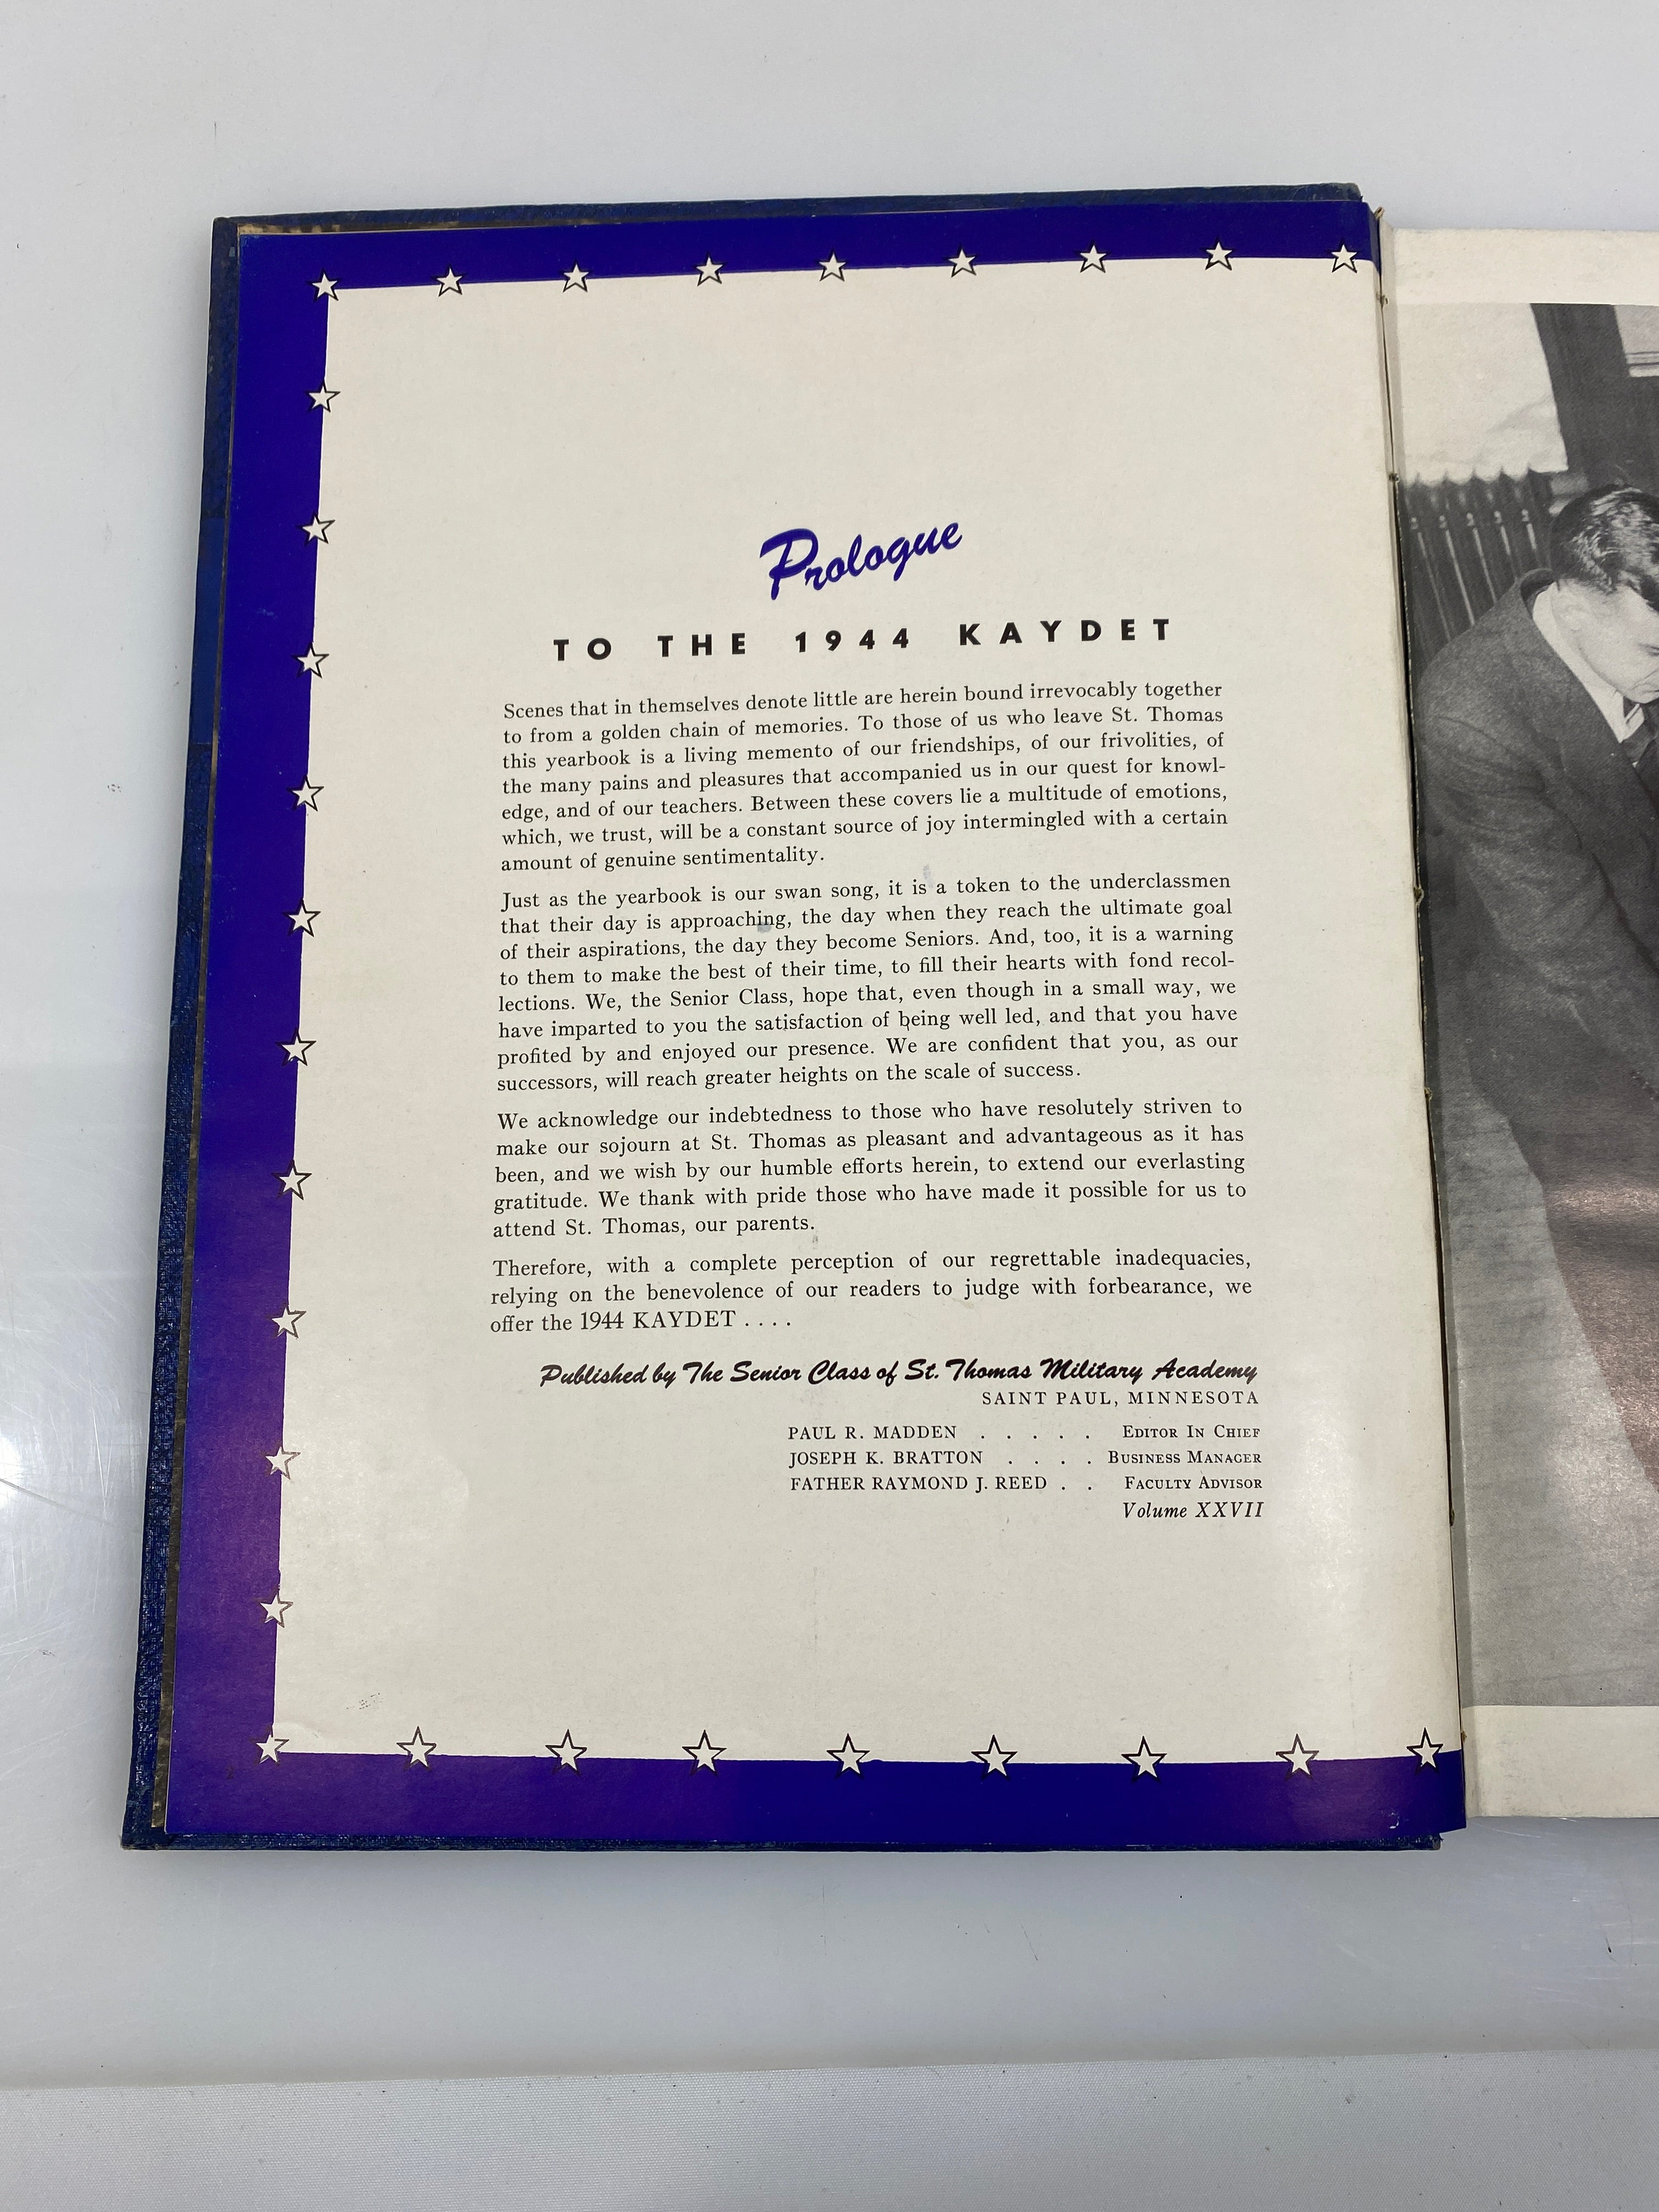 Prologue
TO THE 1944 KAYDET
Scenes that in themselves denote little are herein bound irrevocably together
to from a golden chain of memories. To those of us who leave St. Thomas
this yearbook is a living memento of our friendships, of our frivolities, of
the many pains and pleasures that accompanied us in our quest for knowl-
edge, and of our teachers. Between these covers lie a multitude of emotions,
which, we trust, will be a constant source of joy intermingled with a certain
amount of genuine sentimentality.
Just as the yearbook is our swan song, it is a token to the underclassmen
that their day is approaching, the day when they reach the ultimate goal
of their aspirations, the day they become Seniors. And, too, it is a warning
to them to make the best of their time, to fill their hearts with fond recol-
lections. We, the Senior Class, hope that, even though in a small way, we
have imparted to you the satisfaction of being well led, and that you have
profited by and enjoyed our presence. We are confident that you, as our
successors, will reach greater heights on the scale of success.
We acknowledge our indebtedness to those who have resolutely striven to
make our sojourn at St. Thomas as pleasant and advantageous as it has
been, and we wish by our humble efforts herein, to extend our everlasting
gratitude. We thank with pride those who have made it possible for us to
attend St. Thomas, our parents.
Therefore, with a complete perception of our regrettable inadequacies,
relying on the benevolence of our readers to judge with forbearance, we
offer the 1944 KAYDET . . . .
Published by The Senior Class of St. Thomas Military Academy
SAINT PAUL, MINNESOTA
PAUL R. MADDEN . . . . . EDITOR IN CHIEF
JOSEPH K. BRATTON . . . . BUSINESS MANAGER
FATHER RAYMOND J. REED . . FACULTY ADVISOR
Volume XXVII